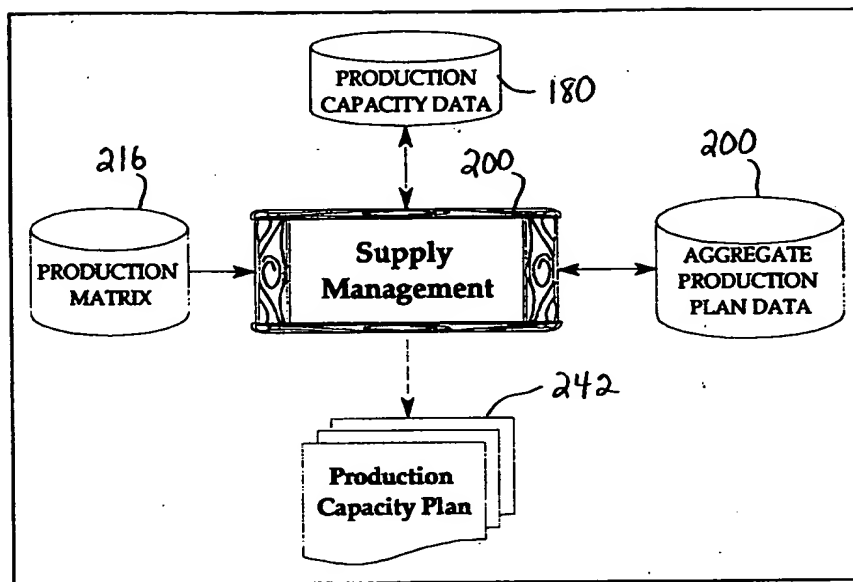 PRODUCTION
CAPACITY DATA
180
216
200
200
PRODUCTION
MATRIX
Supply
Management
AGGREGATE
PRODUCTION
PLAN DATA
242
Production
Capacity Plan